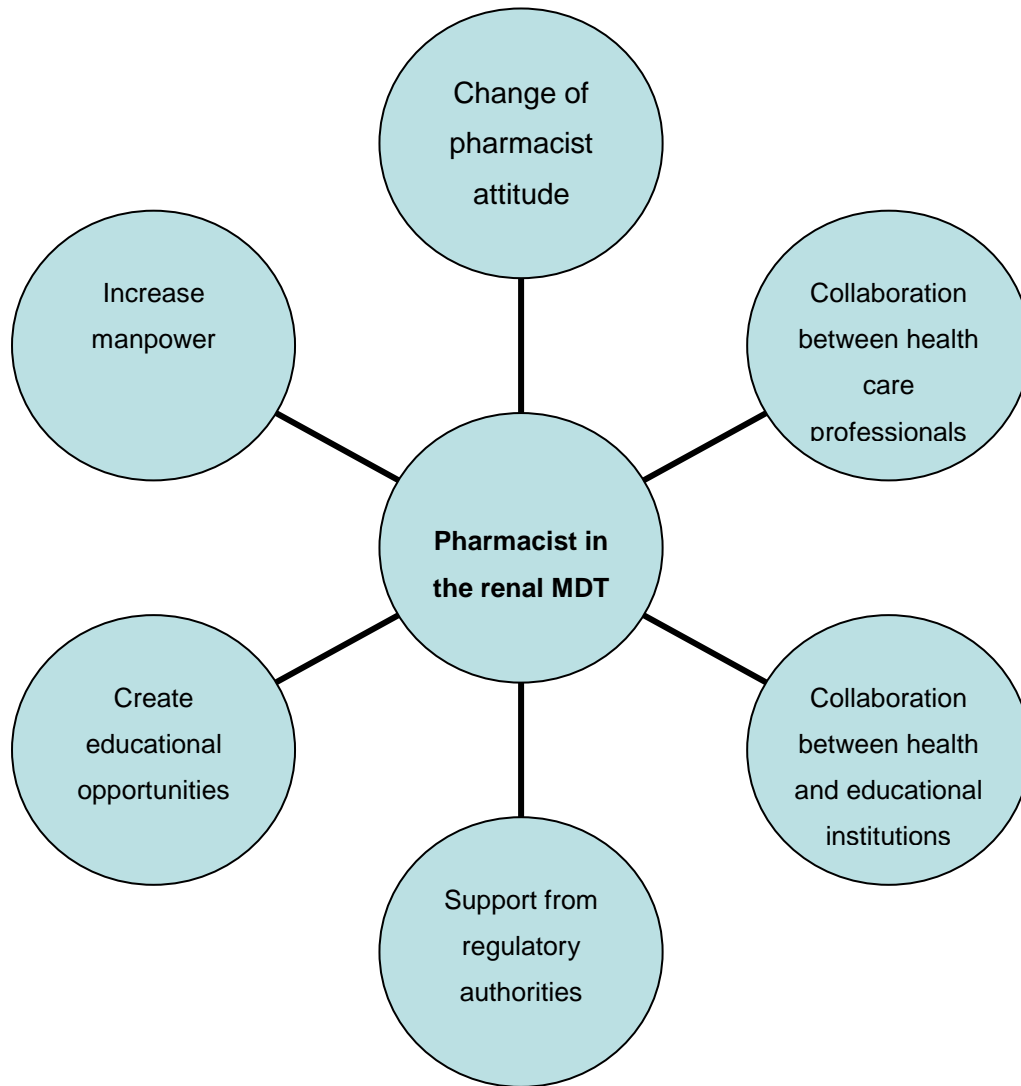 Change of
pharmacist
attitude
Increase
manpower
Collaboration
between health
care
professionals
Pharmacist in
the renal MDT
Create
educational
opportunities
Collaboration
between health
and educational
institutions
Support from
regulatory
authorities